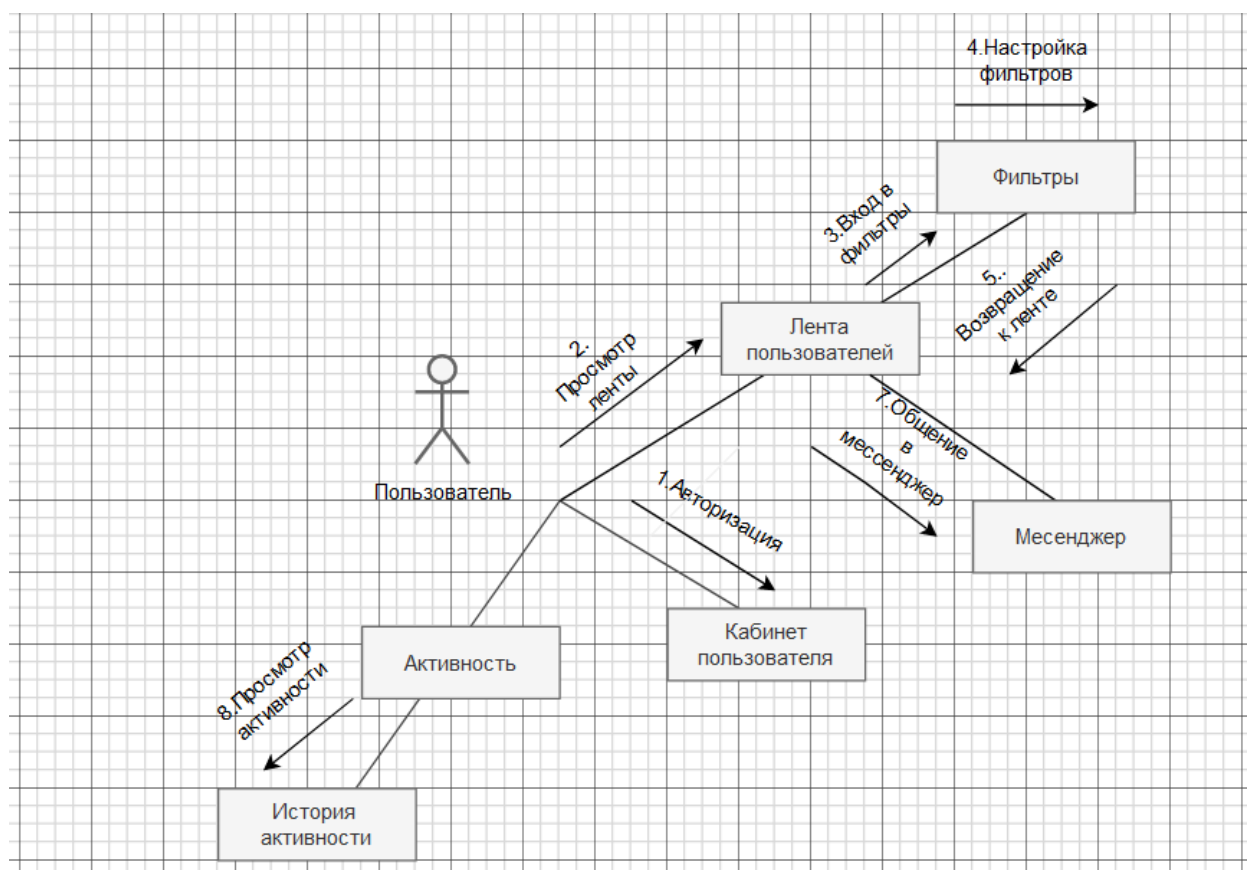 4.Настройка
фильтров
Фильтры
3.Вход в
фильтры
5..
Возвращение
к ленте
Лента
пользователей
2.
Просмотр
ленты
7.Общение
в
мессенджер
Пользователь
1.Авторизация
Месенджер
Кабинет
пользователя
Активность
8.Просмотр
активности
История
активности